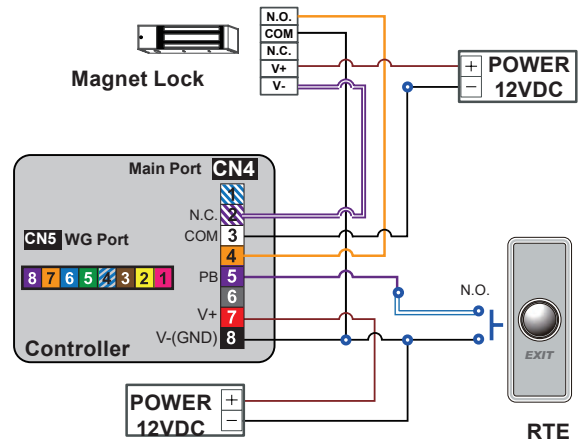 N.O.
COM
N.C.
V+
V-
Magnet Lock
+ POWER
- 12VDC
Main Port CN4
1
N.C. 2
COM 3
4
PB 5
6
V+ 7
V-(GND) 8
CN5 WG Port
8 7 6 5 4 3 2 1
Controller
N.O.
EXIT
RTE
POWER +
12VDC -